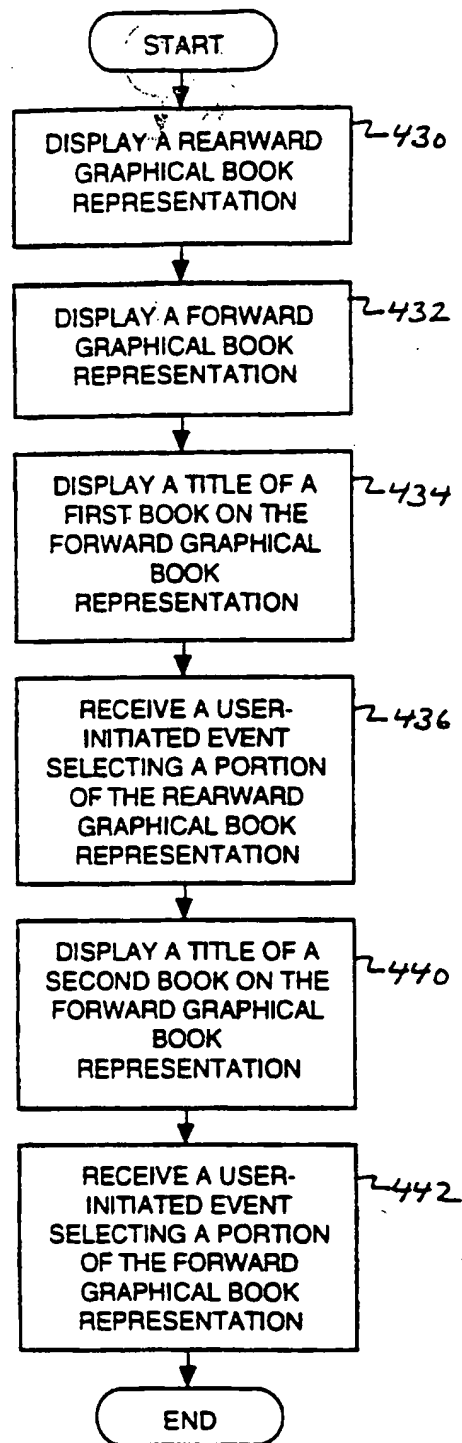 START
DISPLAY A REARWARD
GRAPHICAL BOOK
REPRESENTATION
430
DISPLAY A FORWARD
GRAPHICAL BOOK
REPRESENTATION
432
DISPLAY A TITLE OF A
FIRST BOOK ON THE
FORWARD GRAPHICAL
BOOK
REPRESENTATION
434
RECEIVE A USER-
INITIATED EVENT
SELECTING A PORTION
OF THE REARWARD
GRAPHICAL BOOK
REPRESENTATION
436
DISPLAY A TITLE OF A
SECOND BOOK ON THE
FORWARD GRAPHICAL
BOOK
REPRESENTATION
440
RECEIVE A USER-
INITIATED EVENT
SELECTING A PORTION
OF THE FORWARD
GRAPHICAL BOOK
REPRESENTATION
442
END